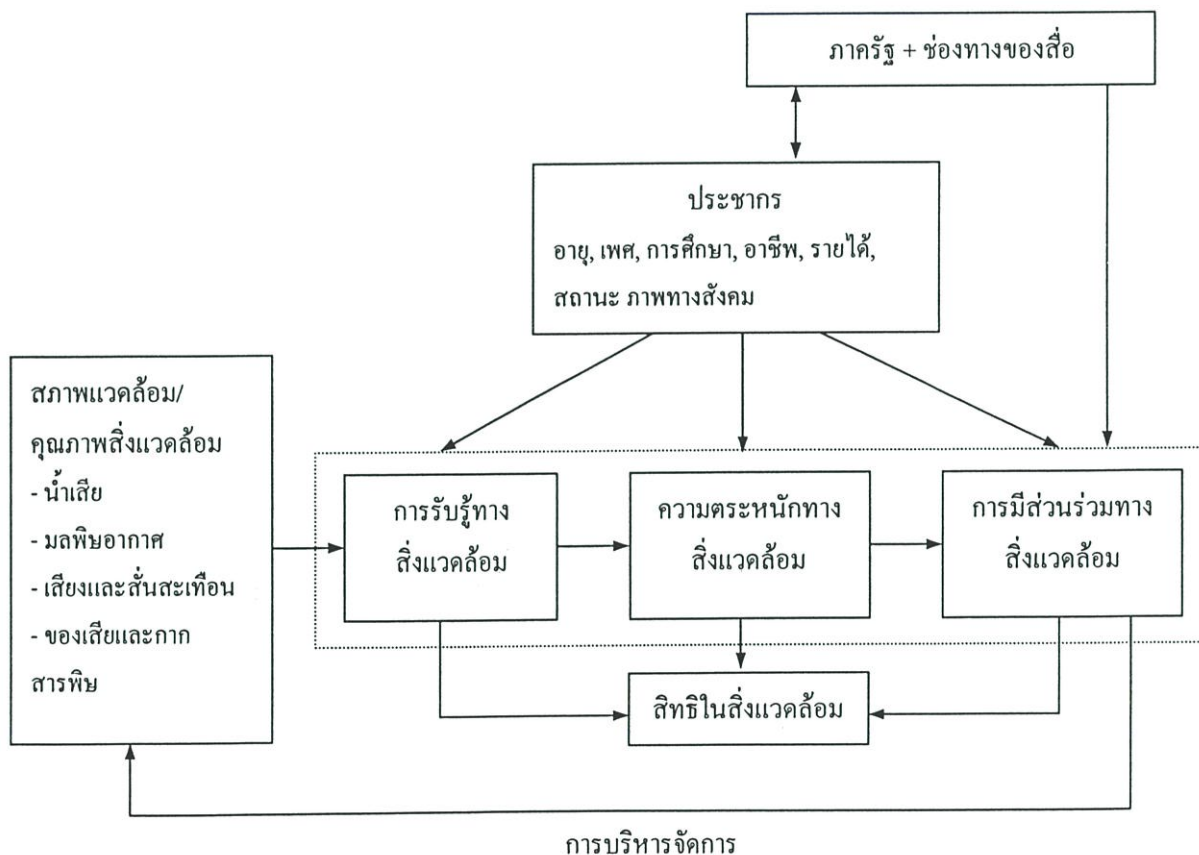 ภาครัฐ + ช่องทางของสื่อ
ประชากร
อายุ, เพศ, การศึกษา, อาชีพ, รายได้,
สถานะ ภาพทางสังคม
สภาพแวดล้อม/
คุณภาพสิ่งแวดล้อม
- น้ำเสีย
- มลพิษอากาศ
- เสียงและสั่นสะเทือน
- ของเสียและกาก
สารพิษ
การรับรู้ทาง
สิ่งแวดล้อม
ความตระหนักทาง
สิ่งแวดล้อม
การมีส่วนร่วมทาง
สิ่งแวดล้อม
สิทธิในสิ่งแวดล้อม
การบริหารจัดการ